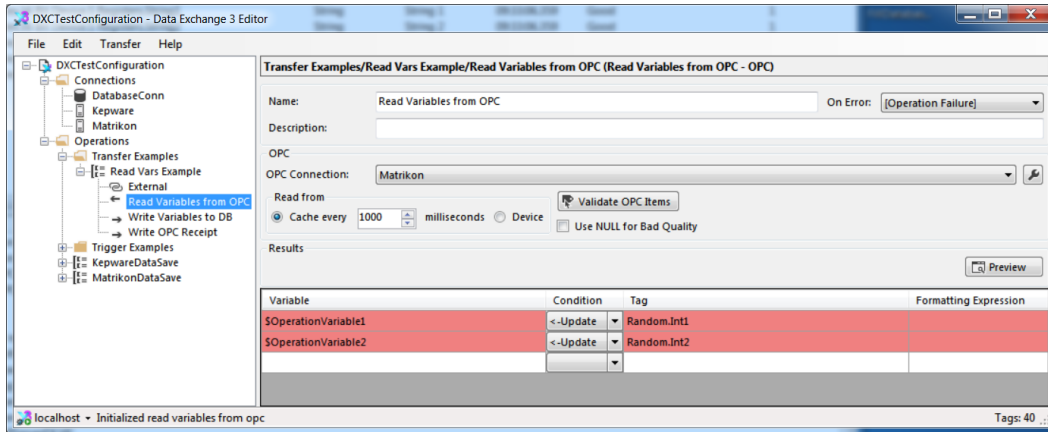 DXCTestConfiguration - Data Exchange 3 Editor
File Edit Transfer Help
DXCTestConfiguration
Connections
DatabaseConn
Kepware
Matrikon
Operations
Transfer Examples
Read Vars Example
External
Read Variables from OPC
Write Variables to DB
Write OPC Receipt
Trigger Examples
KepwareDataSave
MatrikonDataSave
Transfer Examples/Read Vars Example/Read Variables from OPC (Read Variables from OPC - OPC)
Name: Read Variables from OPC On Error: [Operation Failure]
Description:
OPC
OPC Connection: Matrikon
Read from
Cache every 1000 milliseconds Device
Validate OPC Items
Use NULL for Bad Quality
Results
Preview
Variable Condition Tag Formatting Expression
$OperationVariable1 <-Update Random.Int1
$OperationVariable2 <-Update Random.Int2
localhost Initialized read variables from opc Tags: 40